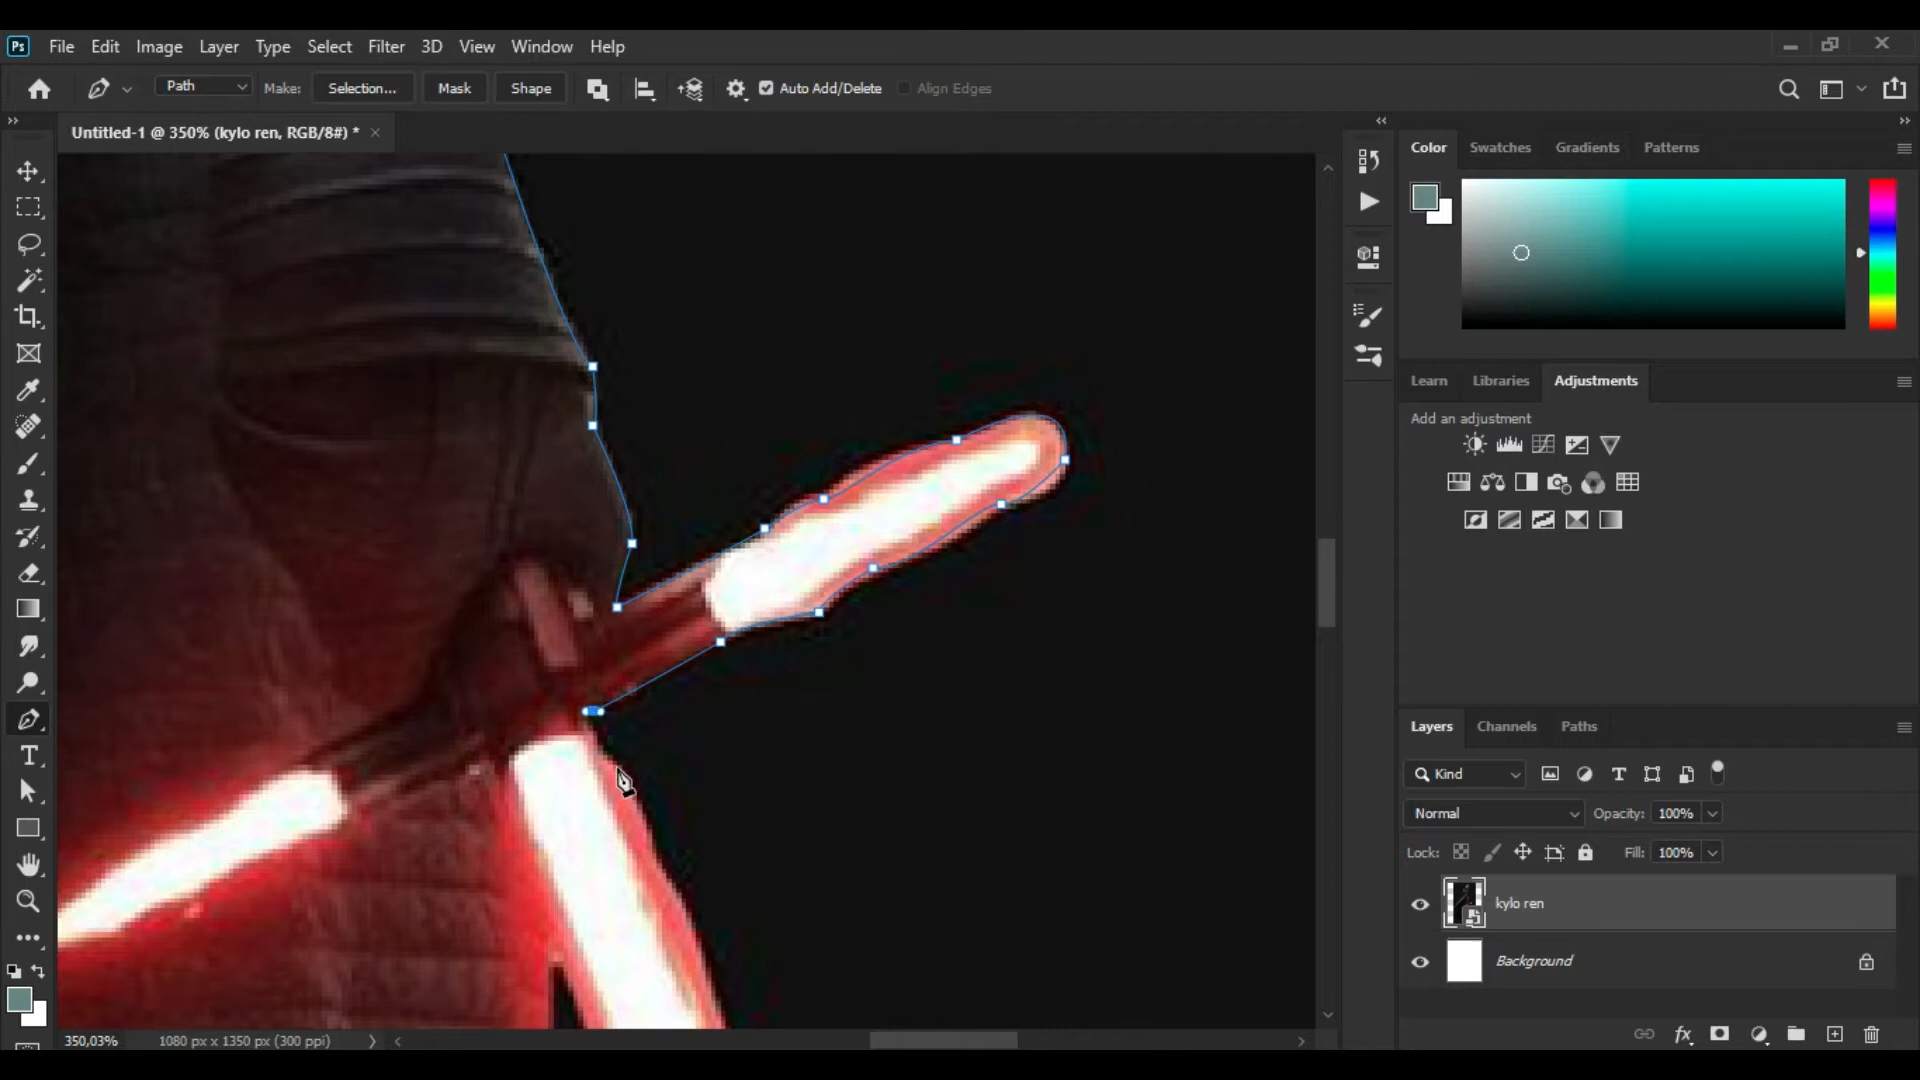 Ps File Edit Image Layer Type Select Filter 3D View Window Help
Path Make: Selection... Mask Shape Auto Add/Delete Align Edges
Untitled-1 @ 350% (kylo ren, RGB/8#) *
Color Swatches Gradients Patterns
Learn Libraries Adjustments
Add an adjustment
Layers Channels Paths
Kind
Normal Opacity: 100%
Lock: Fill: 100%
kylo ren
Background
350,03% 1080 px x 1350 px (300 ppi)